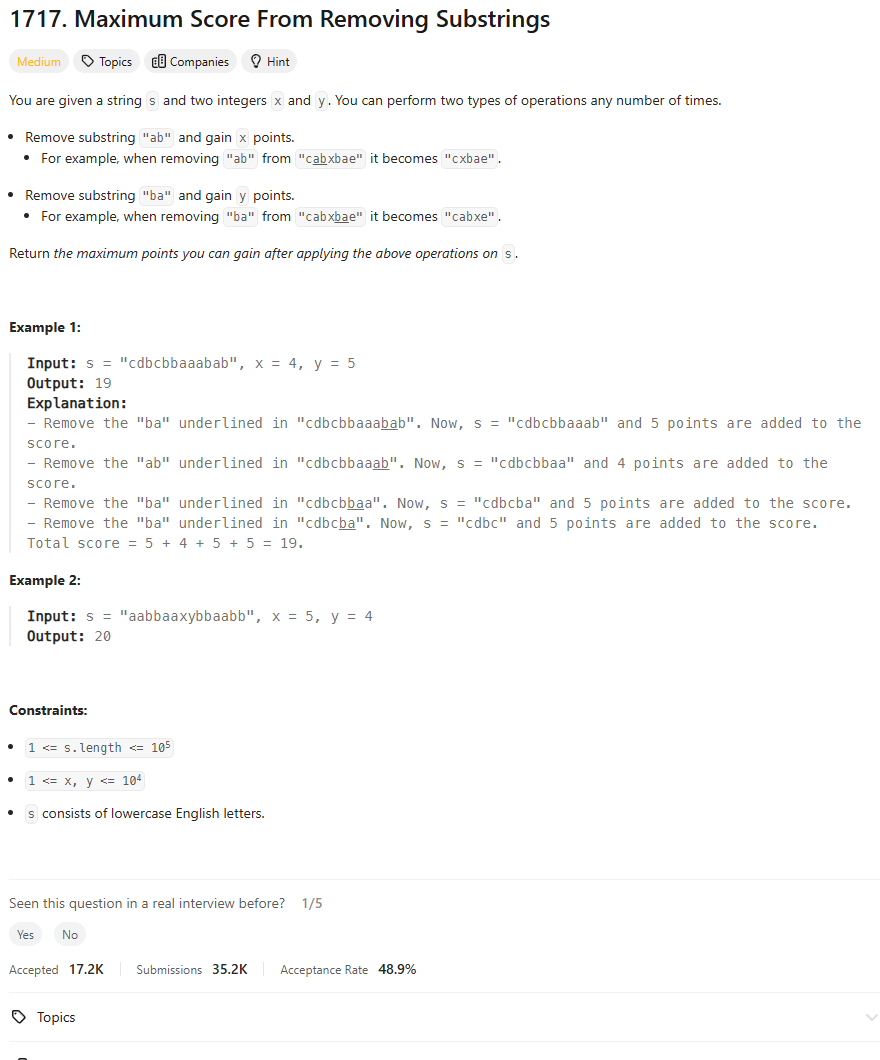 1717. Maximum Score From Removing Substrings
Medium Topics Companies Hint
You are given a string s and two integers x and y. You can perform two types of operations any number of times.
• Remove substring "ab" and gain x points.
• For example, when removing "ab" from "cabxbae" it becomes "cxbae".
• Remove substring "ba" and gain y points.
• For example, when removing "ba" from "cabxbae" it becomes "cabxe".
Return the maximum points you can gain after applying the above operations on s.
Example 1:
Input: s = "cdbcbbaaabab", x = 4, y = 5
Output: 19
Explanation:
- Remove the "ba" underlined in "cdbcbbaaabab". Now, s = "cdbcbbaaab" and 5 points are added to the
score.
- Remove the "ab" underlined in "cdbcbbaaab". Now, s = "cdbcbbaa" and 4 points are added to the
score.
- Remove the "ba" underlined in "cdbcbbaa". Now, s = "cdbcba" and 5 points are added to the score.
- Remove the "ba" underlined in "cdbcba". Now, s = "cdbc" and 5 points are added to the score.
Total score = 5 + 4 + 5 + 5 = 19.
Example 2:
Input: s = "aabbaaxybbaabb", x = 5, y = 4
Output: 20
Constraints:
• 1 <= s.length <= 10⁵
• 1 <= x, y <= 10⁴
• s consists of lowercase English letters.
Seen this question in a real interview before? 1/5
Yes No
Accepted 17.2K Submissions 35.2K Acceptance Rate 48.9%
Topics